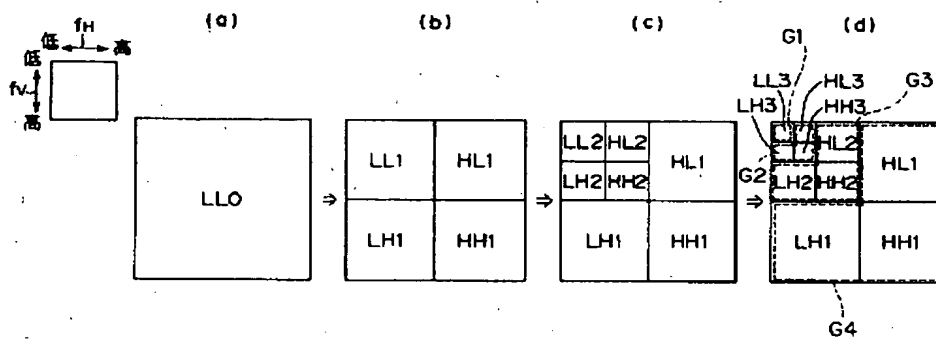 (a) (b) (c) (d)
fH
低 高
低
fv
高
G1
LL3 HL3 G3
LH3 HH3
LL0
⇒
LL1 HL1
LH1 HH1
⇒
LL2 HL2
LH2 HH2
HL1
LH1 HH1
⇒
HL2
G2
LH2 HH2
HL1
LH1 HH1
G4